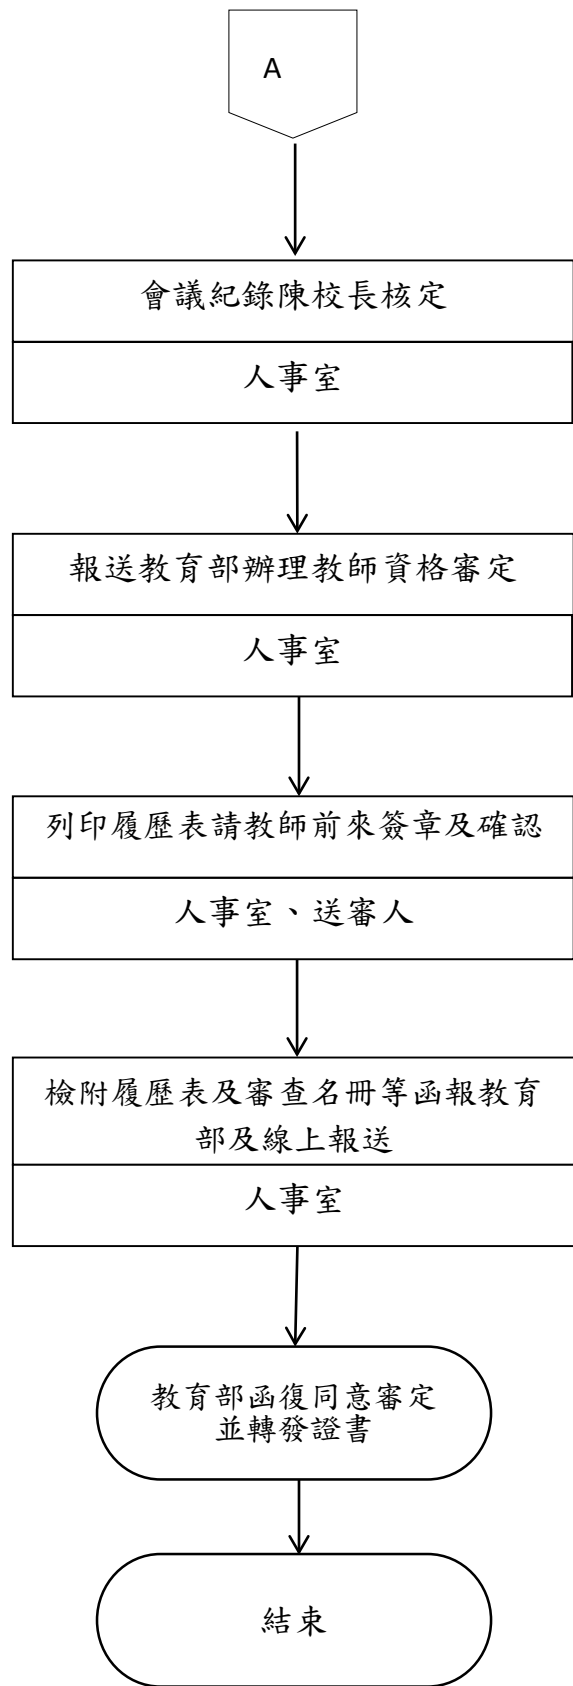 A
會議紀錄陳校長核定
人事室
報送教育部辦理教師資格審定
人事室
列印履歷表請教師前來簽章及確認
人事室、送審人
檢附履歷表及審查名冊等函報教育
部及線上報送
人事室
教育部函復同意審定
並轉發證書
結束